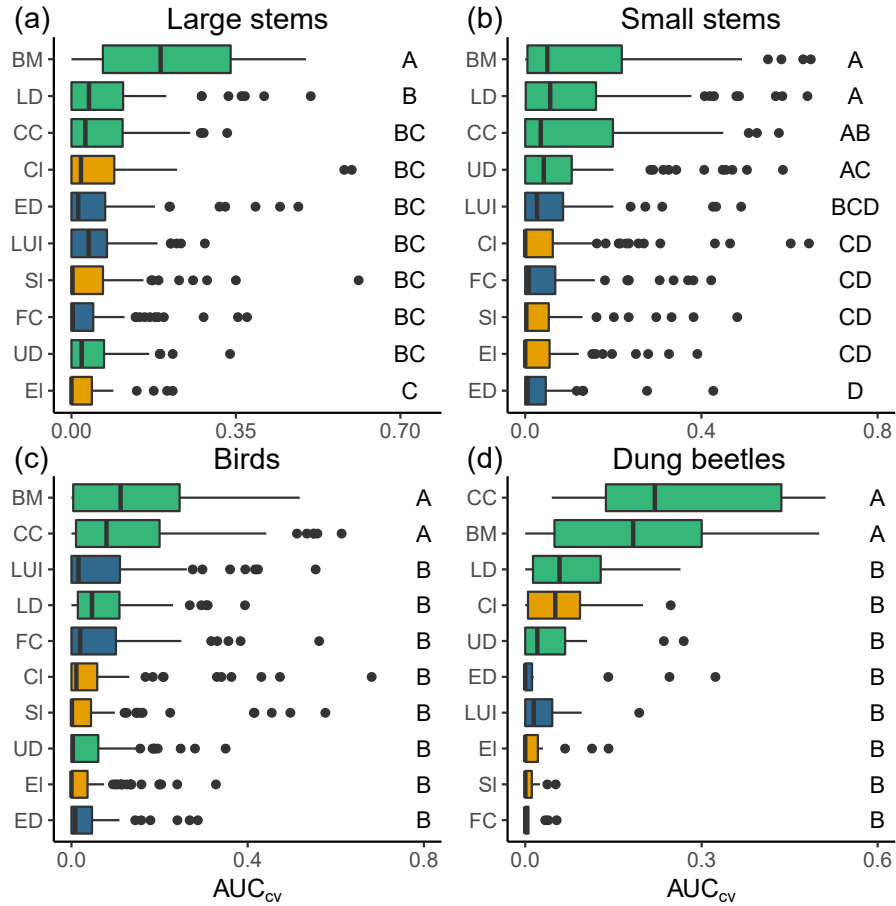 (a) Large stems
BM A
LD B
CC BC
CI BC
ED BC
LUI BC
SI BC
FC BC
UD BC
EI C
0.00 0.35 0.70
(b) Small stems
BM A
LD A
CC AB
UD AC
LUI BCD
CI CD
FC CD
SI CD
EI CD
ED D
0.0 0.4 0.8
(c) Birds
BM A
CC A
LUI B
LD B
FC B
CI B
SI B
UD B
EI B
ED B
0.0 0.4 0.8
AUCcv
(d) Dung beetles
CC A
BM A
LD B
CI B
UD B
ED B
LUI B
EI B
SI B
FC B
0.0 0.3 0.6
AUCcv